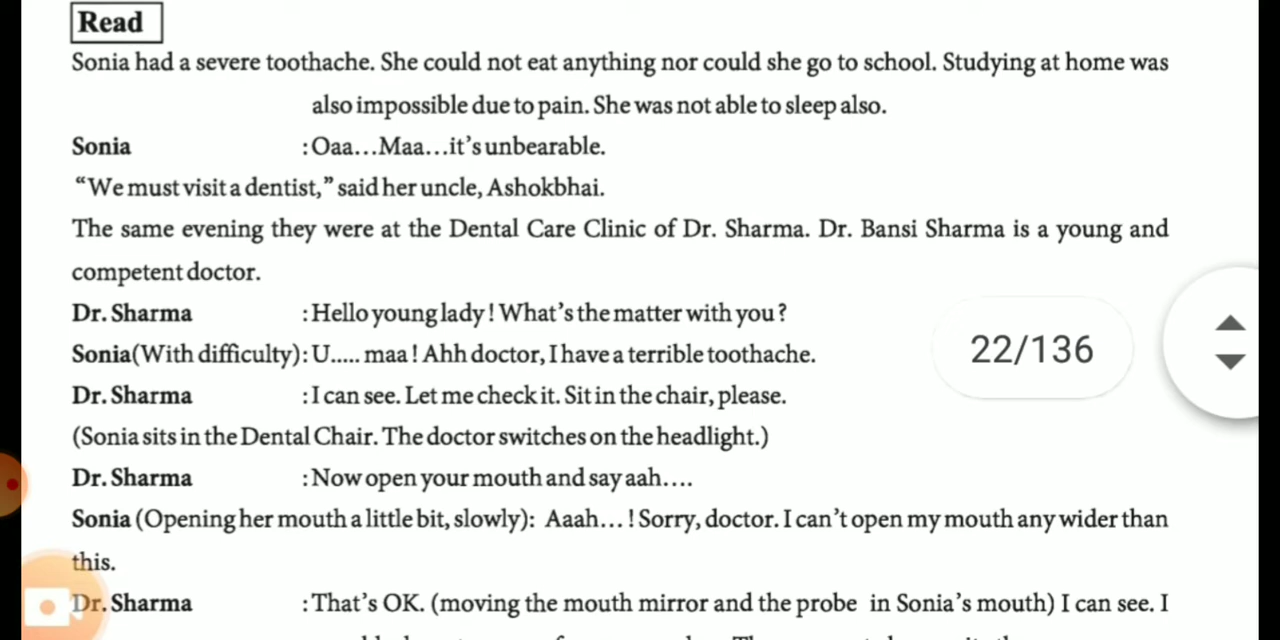 Read
Sonia had a severe toothache. She could not eat anything nor could she go to school. Studying at home was
also impossible due to pain. She was not able to sleep also.
Sonia : Oaa...Maa...it's unbearable.
"We must visit a dentist," said her uncle, Ashokbhai.
The same evening they were at the Dental Care Clinic of Dr. Sharma. Dr. Bansi Sharma is a young and
competent doctor.
Dr. Sharma : Hello young lady! What's the matter with you?
Sonia(With difficulty): U..... maa! Ahh doctor, I have a terrible toothache.
22/136
Dr. Sharma : I can see. Let me check it. Sit in the chair, please.
(Sonia sits in the Dental Chair. The doctor switches on the headlight.)
Dr. Sharma : Now open your mouth and say aah....
Sonia (Opening her mouth a little bit, slowly): Aaah...! Sorry, doctor. I can't open my mouth any wider than
this.
Dr. Sharma : That's OK. (moving the mouth mirror and the probe in Sonia's mouth) I can see. I